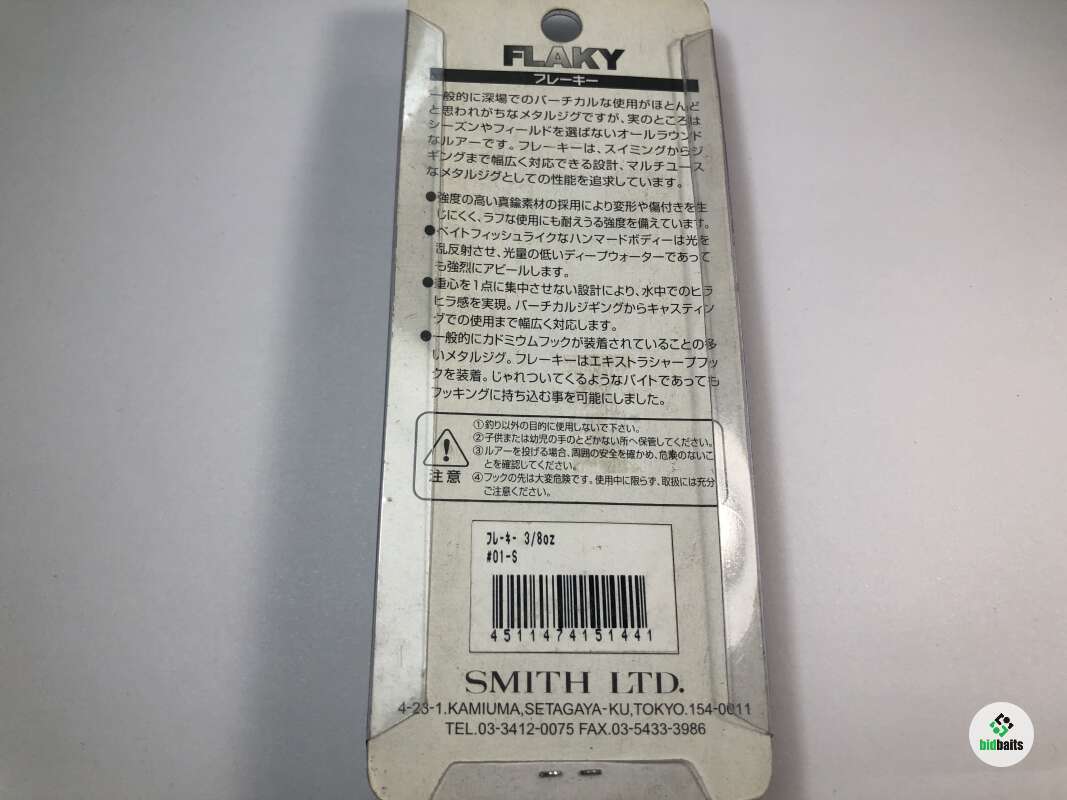 FLAKY
フレーキー
一般的に深場でのバーチカルな使用がほとんど
と思われがちなメタルジグですが、実のところは
シーズンやフィールドを選ばないオールラウンド
なルアーです。フレーキーは、スイミングからジ
ギングまで幅広く対応できる設計、マルチユース
なメタルジグとしての性能を追求しています。
●強度の高い真鍮素材の採用により変形や傷付きを生
じにくく、ラフな使用にも耐えうる強度を備えています。
●ベイトフィッシュライクなハンマードボディーは光を
乱反射させ、光量の低いディープウォーターであって
も強烈にアピールします。
●重心を1点に集中させない設計により、水中でのヒラ
ヒラ感を実現。バーチカルジギングからキャスティン
グでの使用まで幅広く対応します。
●一般的にカドミウムフックが装着されていることの多
いメタルジグ。フレーキーはエキストラシャープフッ
クを装着。じゃれついてくるようなバイトであっても
フッキングに持ち込む事を可能にしました。
注意
①釣り以外の目的に使用しないで下さい。
②子供または幼児の手のとどかない所へ保管してください。
③ルアーを投げる場合、周囲の安全を確かめ、危険のないこ
とを確認してください。
④フックの先は大変危険です。使用中に限らず、取扱には充分
ご注意ください。
フレーキー 3/8oz
#01-S
4511474151441
SMITH LTD.
4-23-1.KAMIUMA,SETAGAYA-KU,TOKYO.154-0011
TEL.03-3412-0075 FAX.03-5433-3986
bidbaits